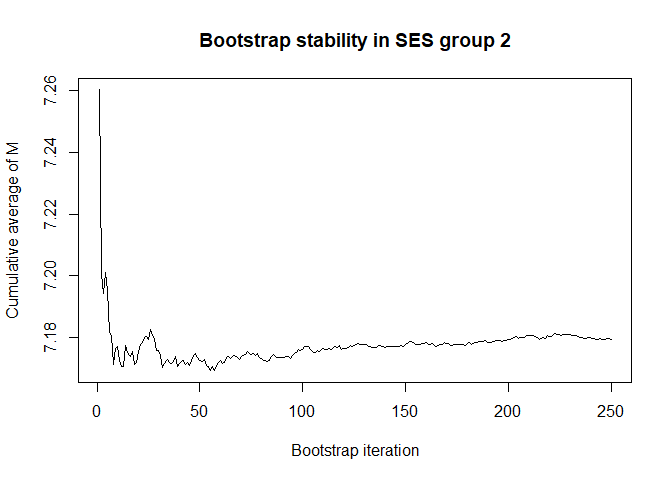 Bootstrap stability in SES group 2
Cumulative average of M
7.26
7.24
7.22
7.20
7.18
0 50 100 150 200 250
Bootstrap iteration